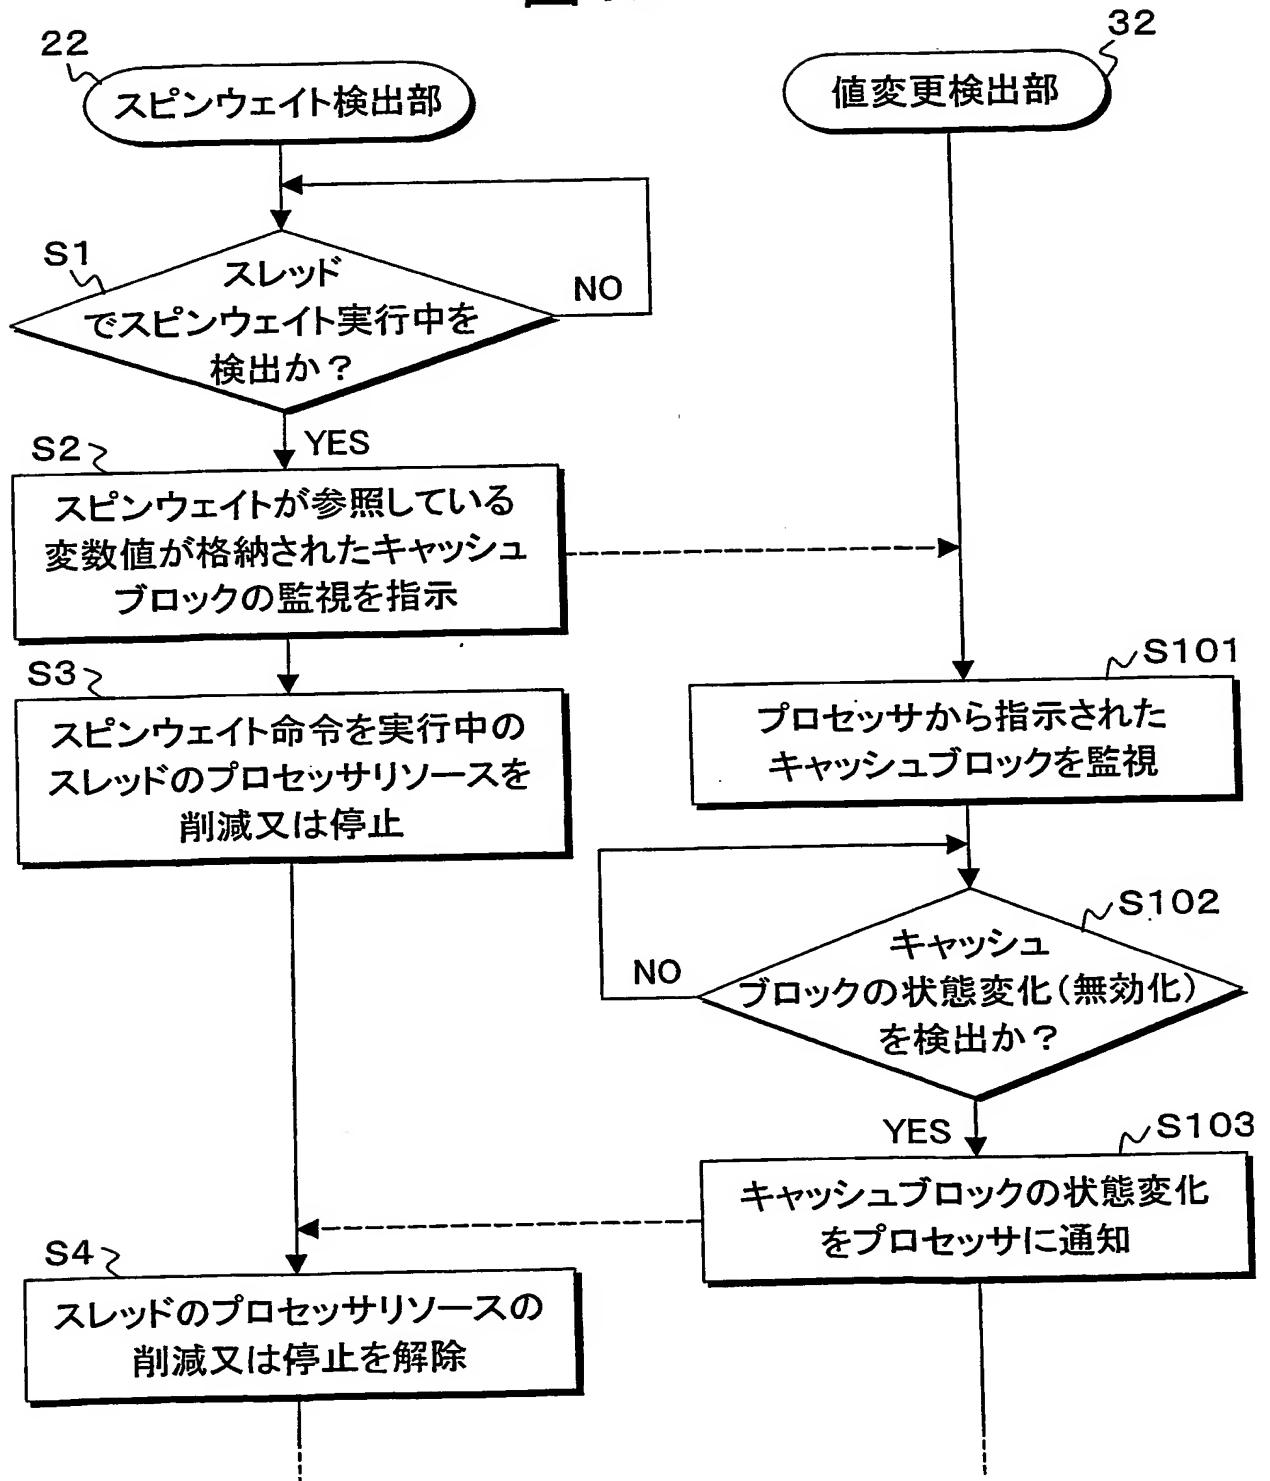 図
22
スピンウェイト検出部
S1
スレッド
でスピンウェイト実行中を
検出か?
NO
YES
S2
スピンウェイトが参照している
変数値が格納されたキャッシュ
ブロックの監視を指示
S3
スピンウェイト命令を実行中の
スレッドのプロセッサリソースを
削減又は停止
S4
スレッドのプロセッサリソースの
削減又は停止を解除
32
値変更検出部
S101
プロセッサから指示された
キャッシュブロックを監視
S102
キャッシュ
ブロックの状態変化(無効化)
を検出か?
NO
YES
S103
キャッシュブロックの状態変化
をプロセッサに通知